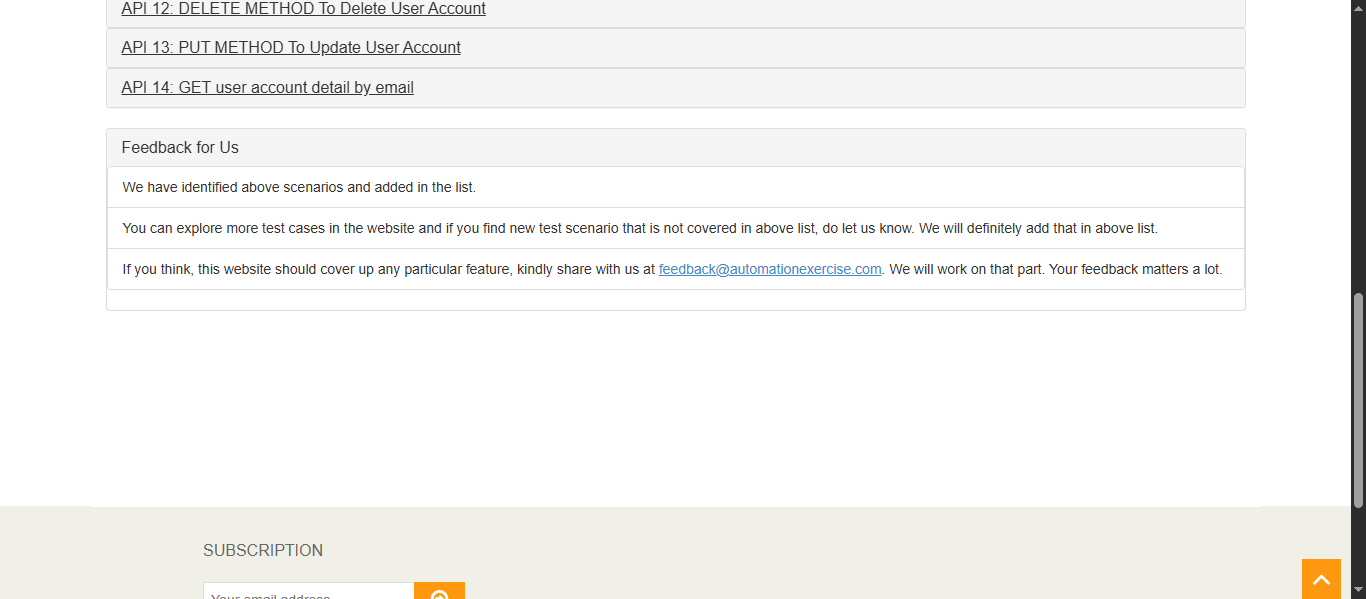 API 12: DELETE METHOD To Delete User Account
API 13: PUT METHOD To Update User Account
API 14: GET user account detail by email
Feedback for Us
We have identified above scenarios and added in the list.
You can explore more test cases in the website and if you find new test scenario that is not covered in above list, do let us know. We will definitely add that in above list.
If you think, this website should cover up any particular feature, kindly share with us at feedback@automationexercise.com. We will work on that part. Your feedback matters a lot.
SUBSCRIPTION
Your email address